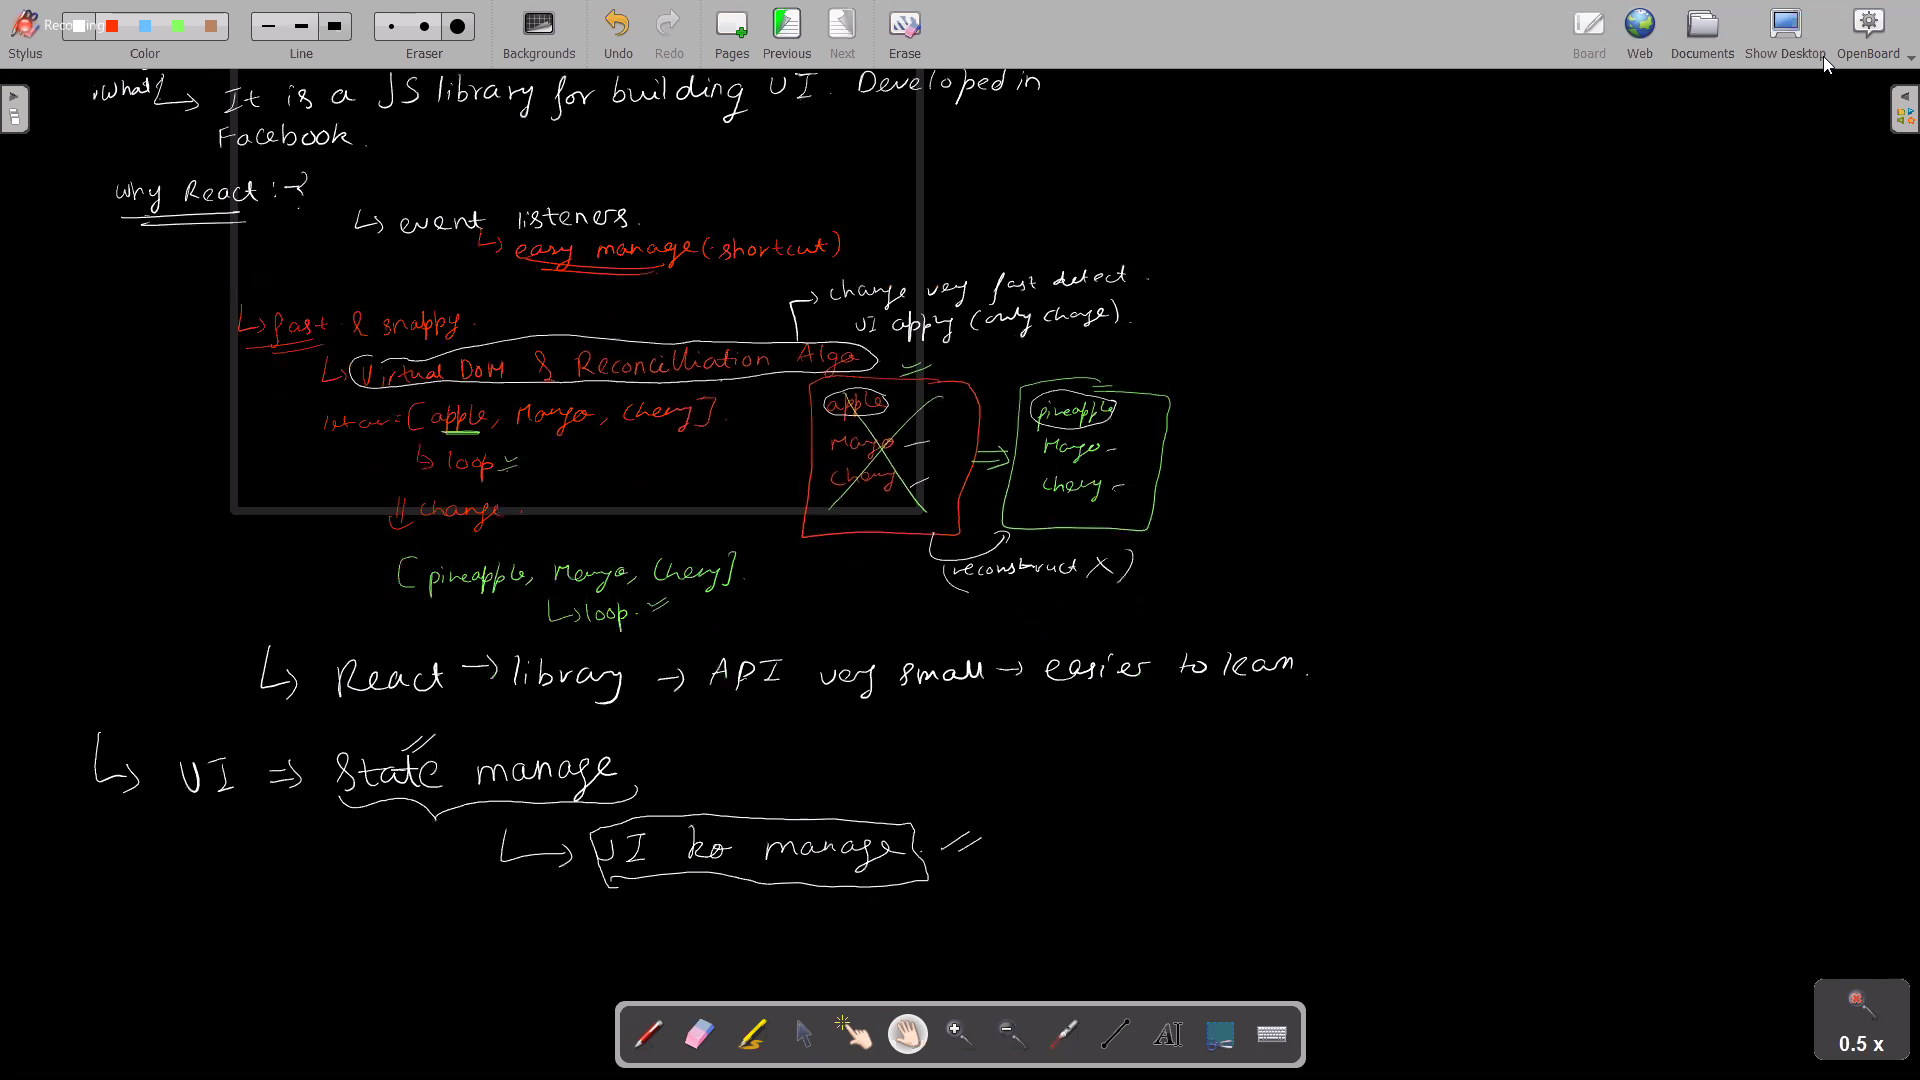 Recording
Stylus Color Line Eraser Backgrounds Undo Redo Pages Previous Next Erase Board Web Documents Show Desktop OpenBoard
What
It is a JS library for building UI. Developed in
Facebook.
Why React:-?
event listeners.
easy manage (shortcut)
change very fast detect.
UI apply (only change).
fast & snappy.
Virtual DOM & Reconcilliation Algo
let arr=[apple, Mango, Cherry].
loop
change.
apple
Mango
Cherry
pineapple
Mango
Cherry
(reconstruct X)
[pineapple, Mango, Cherry].
loop.
React → library → API very small → easier to learn.
UI ⇒ State manage
UI ko manage.
0.5 x